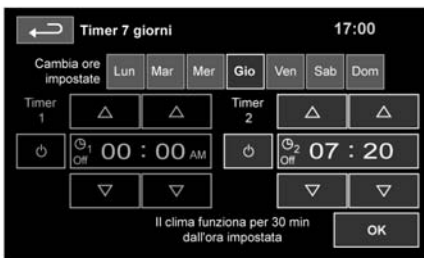 Timer 7 giorni 17:00
Cambia ore
impostate
Lun Mar Mer Gio Ven Sab Dom
Timer
1
Timer
2
1
Off
00 : 00 AM
2
Off
07 : 20
Il clima funziona per 30 min
dall'ora impostata
OK